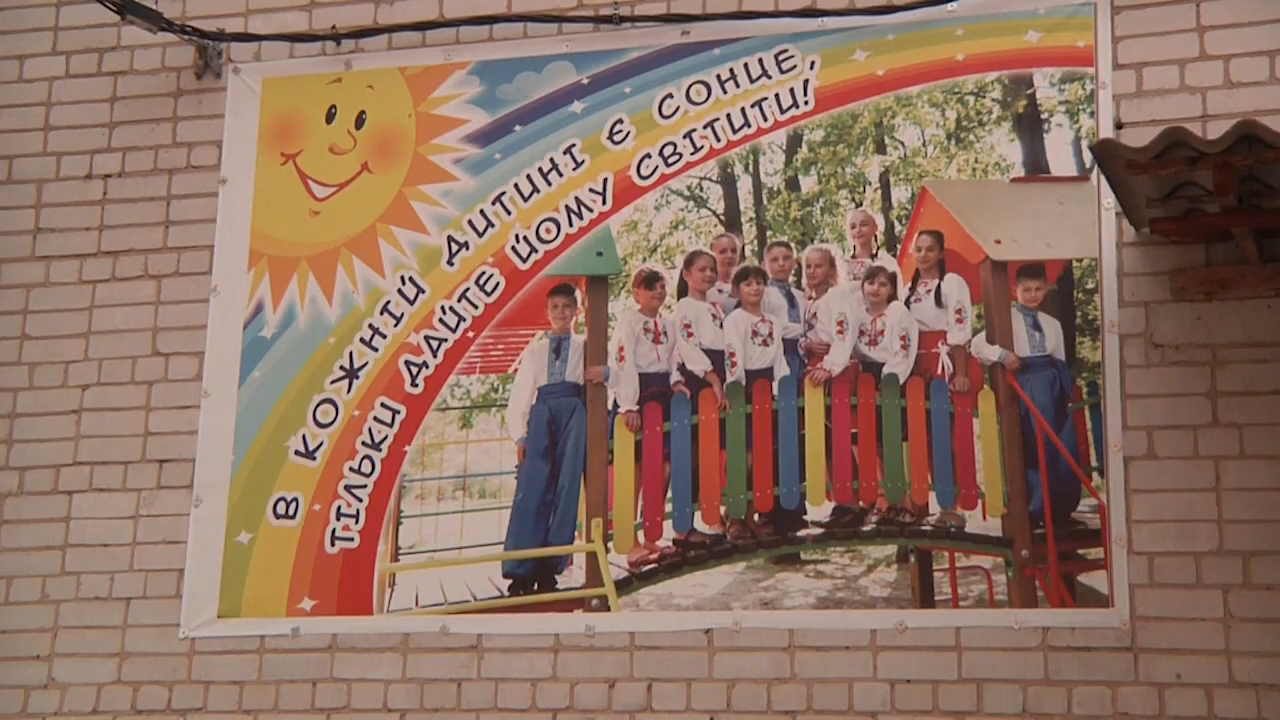 В КОЖНІЙ ДИТИНІ Є СОНЦЕ,
ТІЛЬКИ ДАЙТЕ ЙОМУ СВІТИТИ!